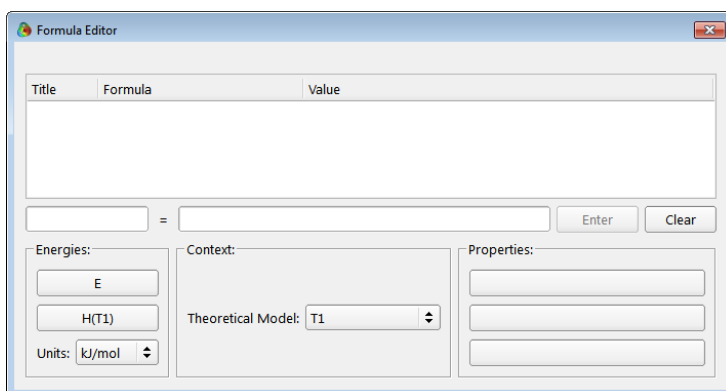 Formula Editor
Title Formula Value
= Enter Clear
Energies: Context: Properties:
E
H(T1) Theoretical Model: T1
Units: kJ/mol